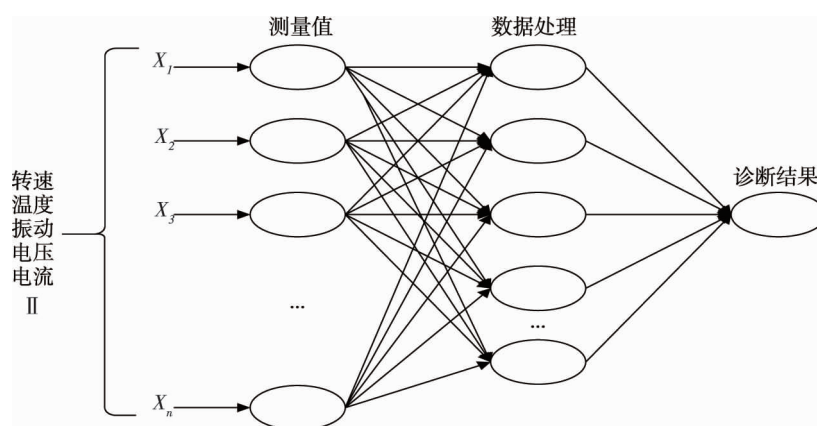 测量值
数据处理
X1
X2
诊断结果
转速
温度
振动
电压
电流
Ⅱ
X3
...
...
Xn